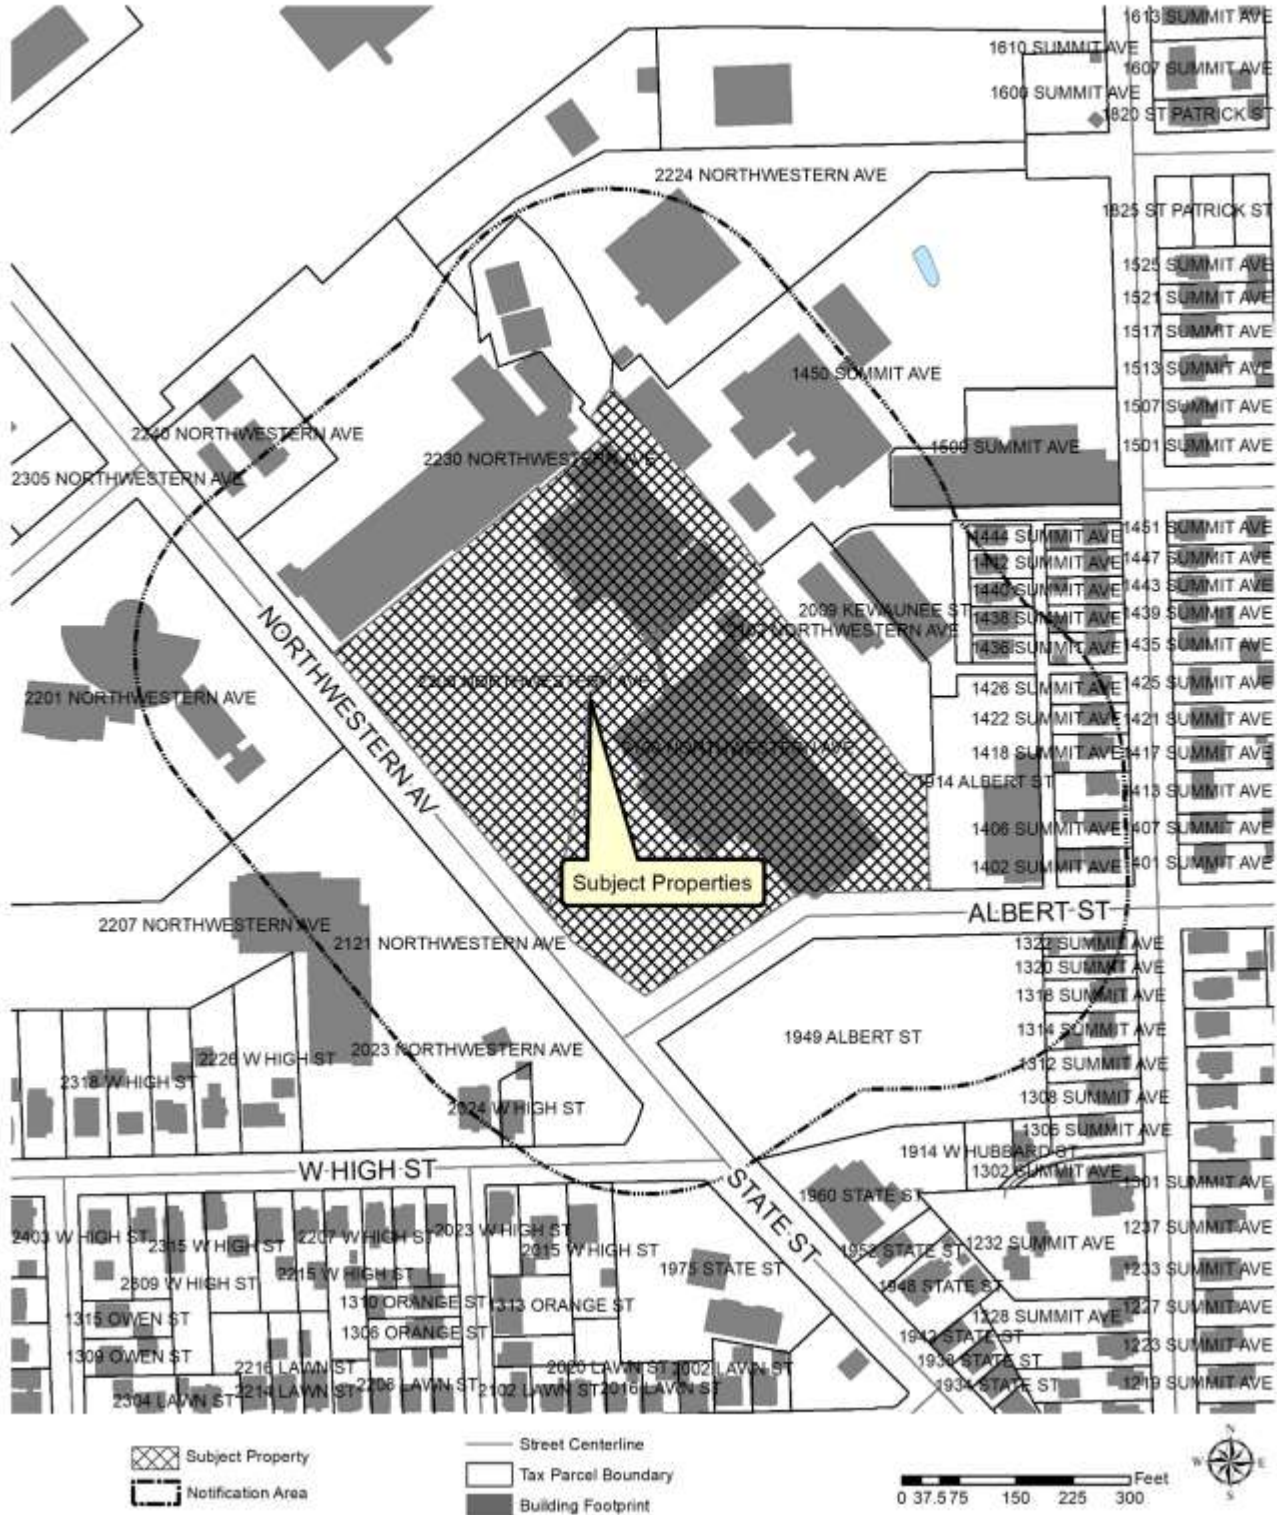 1613 SUMMIT AVE
1610 SUMMIT AVE
1607 SUMMIT AVE
1600 SUMMIT AVE
1820 ST PATRICK ST
2224 NORTHWESTERN AVE
1825 ST PATRICK ST
1525 SUMMIT AVE
1521 SUMMIT AVE
1517 SUMMIT AVE
1450 SUMMIT AVE
1513 SUMMIT AVE
1507 SUMMIT AVE
2240 NORTHWESTERN AVE
1500 SUMMIT AVE
1501 SUMMIT AVE
2230 NORTHWESTERN AVE
2305 NORTHWESTERN AVE
1451 SUMMIT AVE
1444 SUMMIT AVE
1447 SUMMIT AVE
1442 SUMMIT AVE
1443 SUMMIT AVE
1440 SUMMIT AVE
2099 KEWAUNEE ST
1439 SUMMIT AVE
1438 SUMMIT AVE
NORTHWESTERN AVE
1436 SUMMIT AVE
1435 SUMMIT AVE
NORTHWESTERN AV
2200 NORTHWESTERN AVE
1426 SUMMIT AVE
1425 SUMMIT AVE
2201 NORTHWESTERN AVE
1422 SUMMIT AVE
1421 SUMMIT AVE
2100 NORTHWESTERN AVE
1418 SUMMIT AVE
1417 SUMMIT AVE
1914 ALBERT ST
1413 SUMMIT AVE
1406 SUMMIT AVE
1407 SUMMIT AVE
1402 SUMMIT AVE
1401 SUMMIT AVE
Subject Properties
ALBERT ST
2207 NORTHWESTERN AVE
2121 NORTHWESTERN AVE
1322 SUMMIT AVE
1320 SUMMIT AVE
1318 SUMMIT AVE
1949 ALBERT ST
1314 SUMMIT AVE
2023 NORTHWESTERN AVE
2226 W HIGH ST
1312 SUMMIT AVE
2318 W HIGH ST
1308 SUMMIT AVE
2024 W HIGH ST
1306 SUMMIT AVE
1914 W HUBBARD ST
W HIGH ST
1302 SUMMIT AVE
1301 SUMMIT AVE
STATE ST
1960 STATE ST
2403 W HIGH ST
2315 W HIGH ST
2207 W HIGH ST
2023 W HIGH ST
2015 W HIGH ST
1952 STATE ST
1232 SUMMIT AVE
1237 SUMMIT AVE
2309 W HIGH ST
2215 W HIGH ST
1975 STATE ST
1948 STATE ST
1233 SUMMIT AVE
1315 OWEN ST
1310 ORANGE ST
1313 ORANGE ST
1228 SUMMIT AVE
1227 SUMMIT AVE
1306 ORANGE ST
1942 STATE ST
1223 SUMMIT AVE
1309 OWEN ST
2216 LAWN ST
2020 LAWN ST
2002 LAWN ST
1938 STATE ST
2304 LAWN ST
2214 LAWN ST
2206 LAWN ST
2102 LAWN ST
2016 LAWN ST
1934 STATE ST
1219 SUMMIT AVE
Subject Property
Notification Area
Street Centerline
Tax Parcel Boundary
Building Footprint
Feet
0 37.5 75 150 225 300
N
W E
S